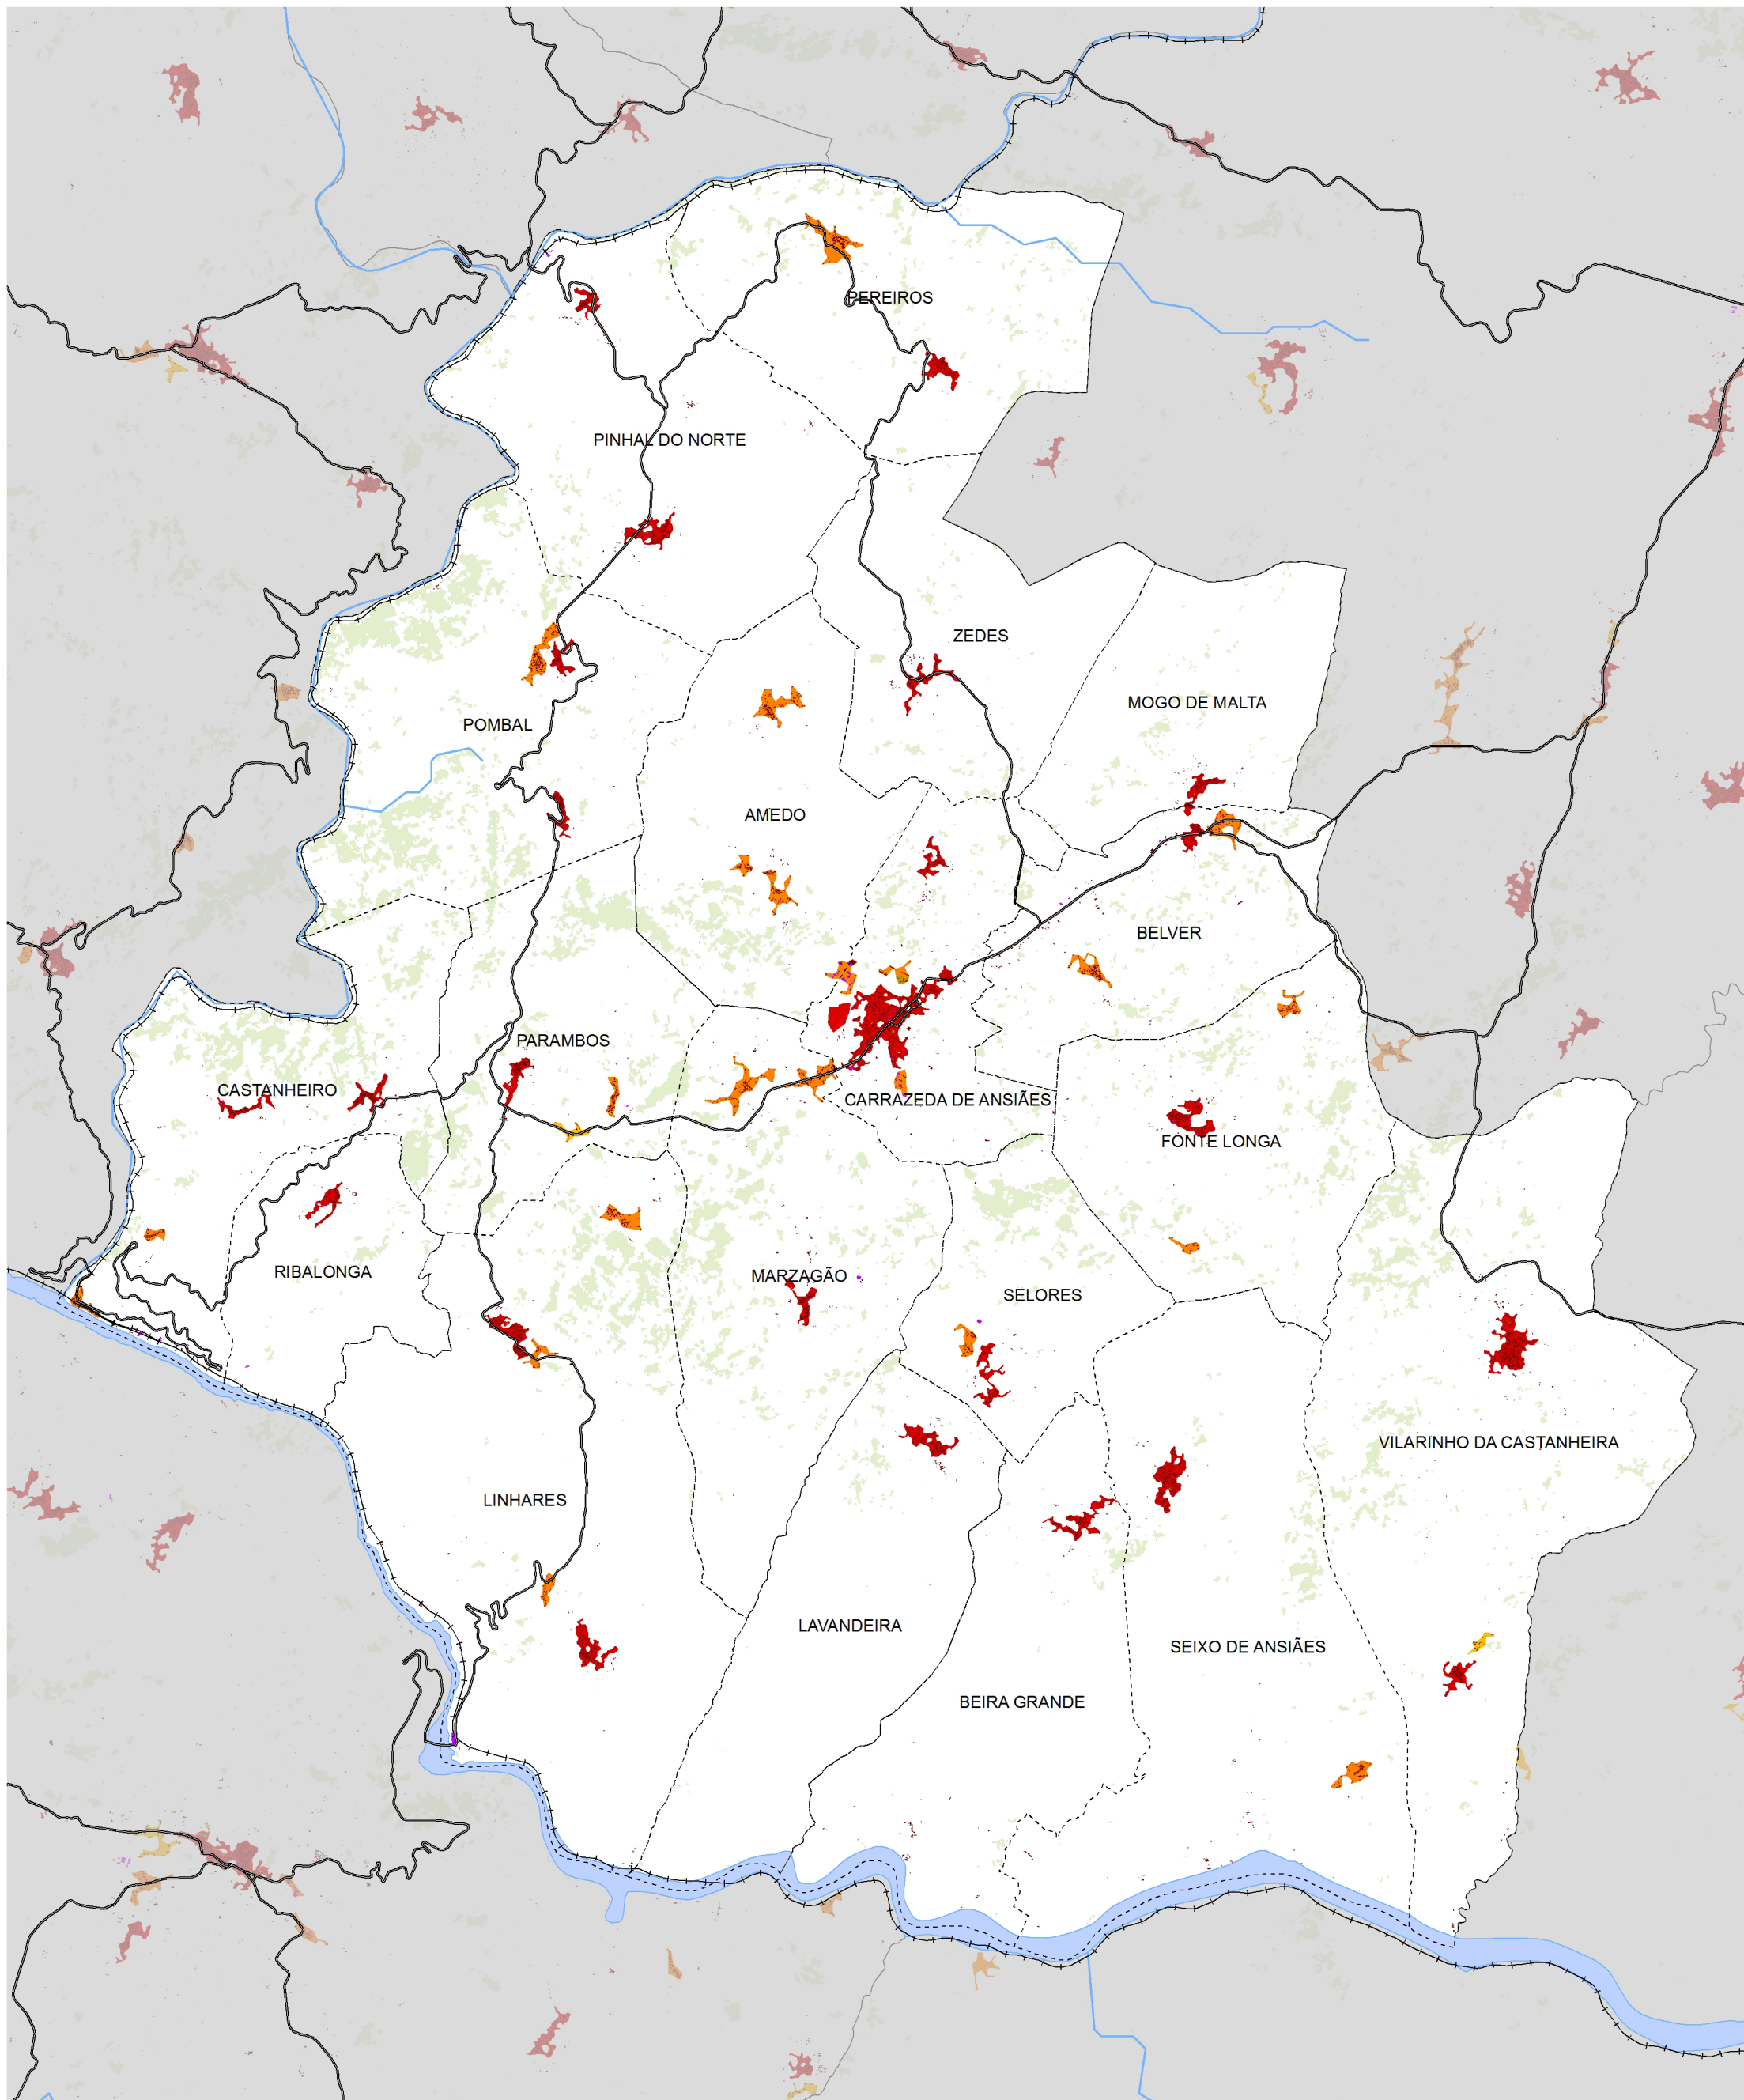 PEREIROS
PINHAL DO NORTE
ZEDES
MOGO DE MALTA
POMBAL
AMEDO
BELVER
PARAMBOS
CASTANHEIRO
CARRAZEDA DE ANSIÃES
FONTE LONGA
RIBALONGA
MARZAGÃO
SELORES
VILARINHO DA CASTANHEIRA
LINHARES
LAVANDEIRA
SEIXO DE ANSIÃES
BEIRA GRANDE